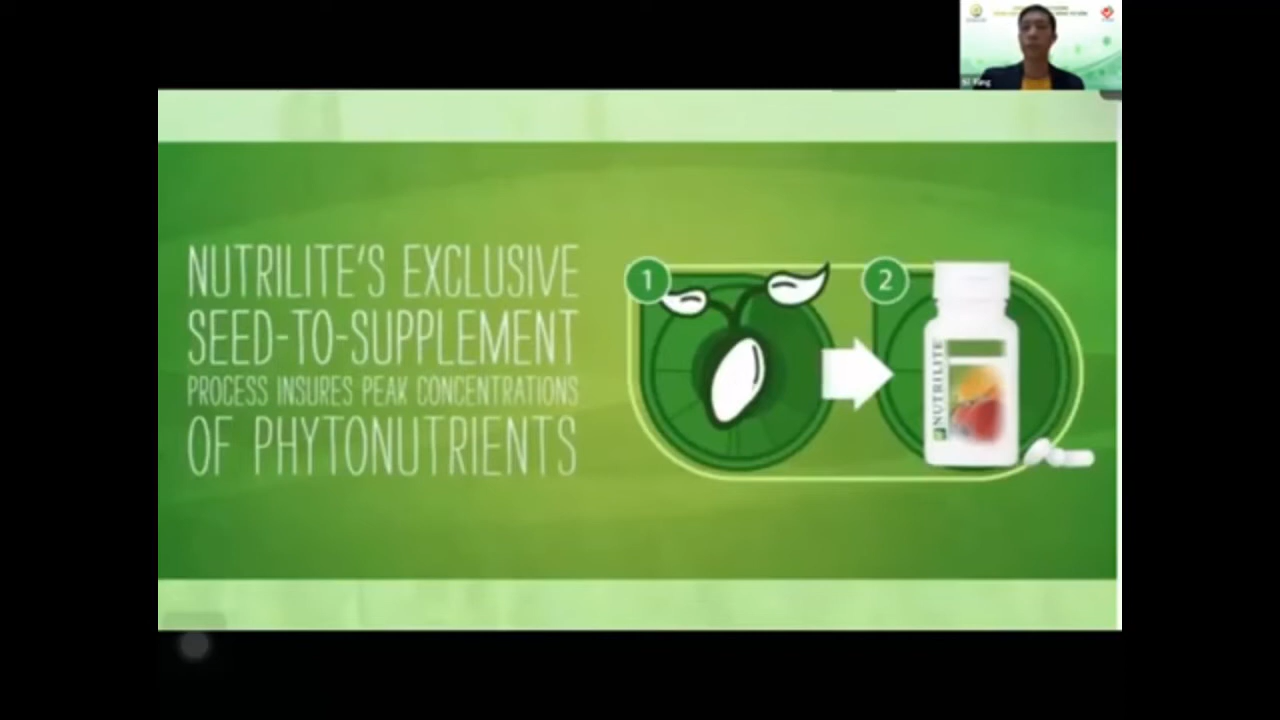 NUTRILITE'S EXCLUSIVE
SEED-TO-SUPPLEMENT
PROCESS INSURES PEAK CONCENTRATIONS
OF PHYTONUTRIENTS
1
2
NUTRILITE